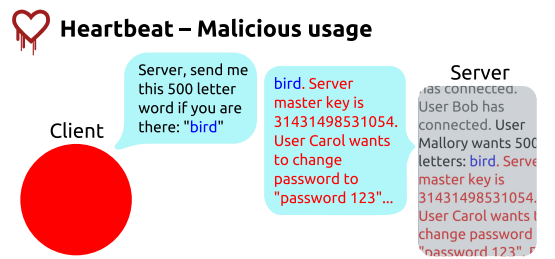 Heartbeat – Malicious usage
Client
Server, send me
this 500 letter
word if you are
there: "bird"
bird. Server
master key is
31431498531054.
User Carol wants
to change
password to
"password 123"...
Server
has connected.
User Bob has
connected. User
Mallory wants 500
letters: bird. Serve
master key is
31431498531054.
User Carol wants t
change password
"password 123".